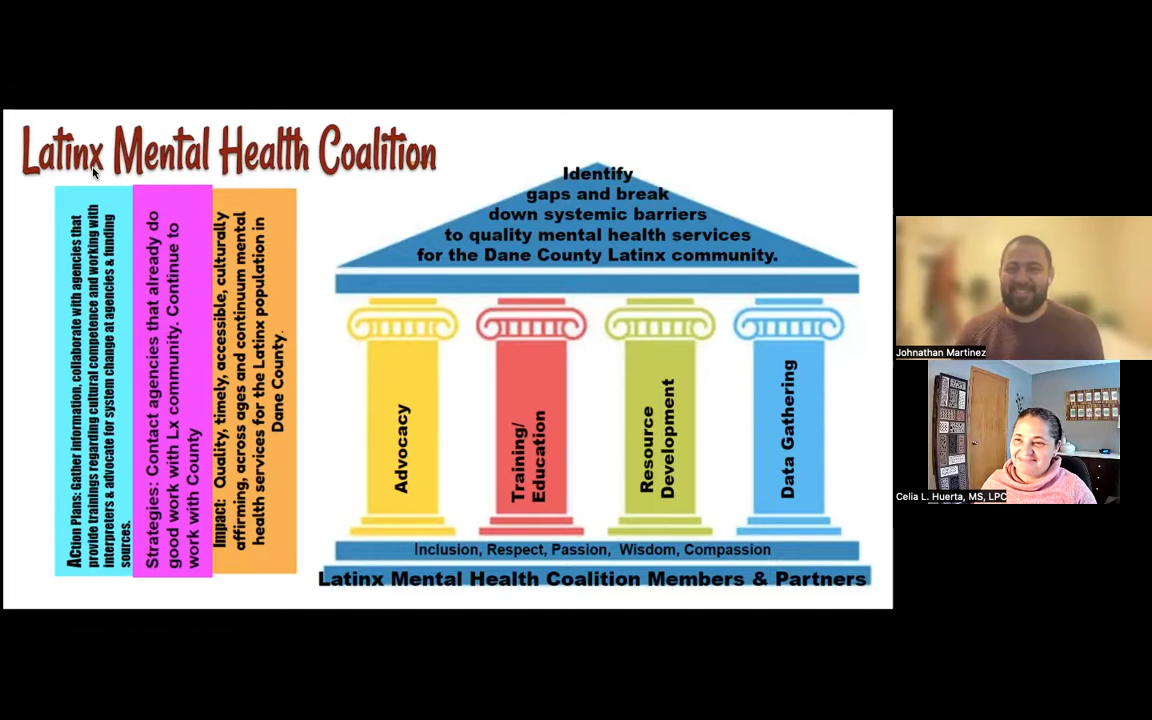 Latinx Mental Health Coalition
ACtion Plans: Gather information, collaborate with agencies that
provide trainings regarding cultural competence and working with
interpreters & advocate for system change at agencies & funding
sources.
Strategies: Contact agencies that already do
good work with Lx community. Continue to
work with County
Impact: Quality, timely, accessible, culturally
affirming, across ages and continuum mental
health services for the Latinx population in
Dane County.
Identify
gaps and break
down systemic barriers
to quality mental health services
for the Dane County Latinx community.
Advocacy
Training/
Education
Resource
Development
Data Gathering
Inclusion, Respect, Passion, Wisdom, Compassion
Latinx Mental Health Coalition Members & Partners
Johnathan Martinez
Celia L. Huerta, MS, LPC